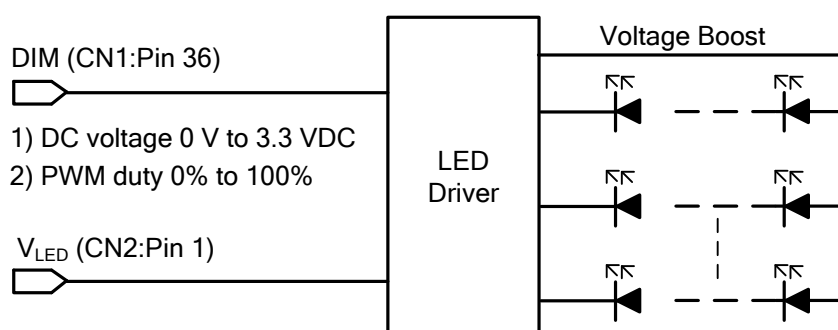 DIM (CN1:Pin 36)
1) DC voltage 0 V to 3.3 VDC
2) PWM duty 0% to 100%
VLED (CN2:Pin 1)
LED
Driver
Voltage Boost